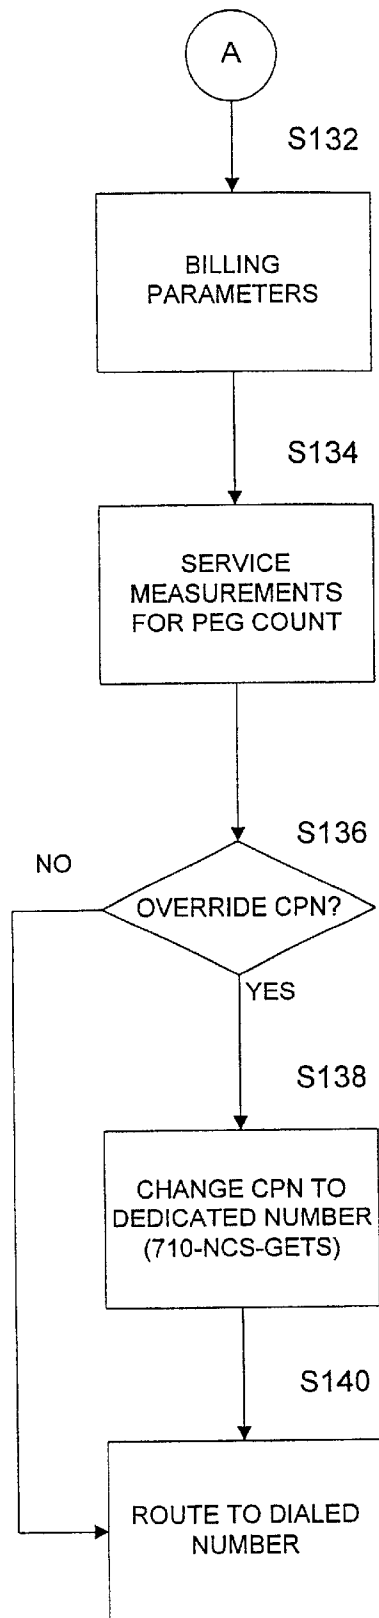 A
S132
BILLING
PARAMETERS
S134
SERVICE
MEASUREMENTS
FOR PEG COUNT
S136
NO
OVERRIDE CPN?
YES
S138
CHANGE CPN TO
DEDICATED NUMBER
(710-NCS-GETS)
S140
ROUTE TO DIALED
NUMBER